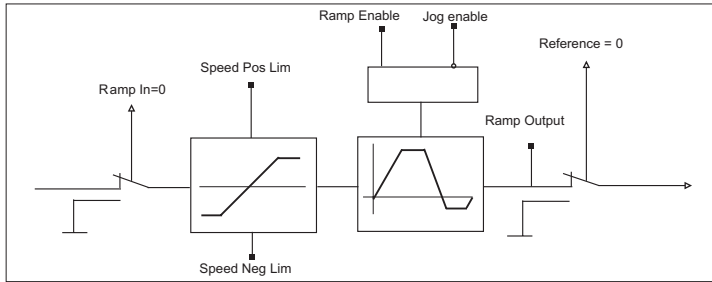 Ramp Enable
Jog enable
Reference = 0
Speed Pos Lim
Ramp In=0
Ramp Output
Speed Neg Lim